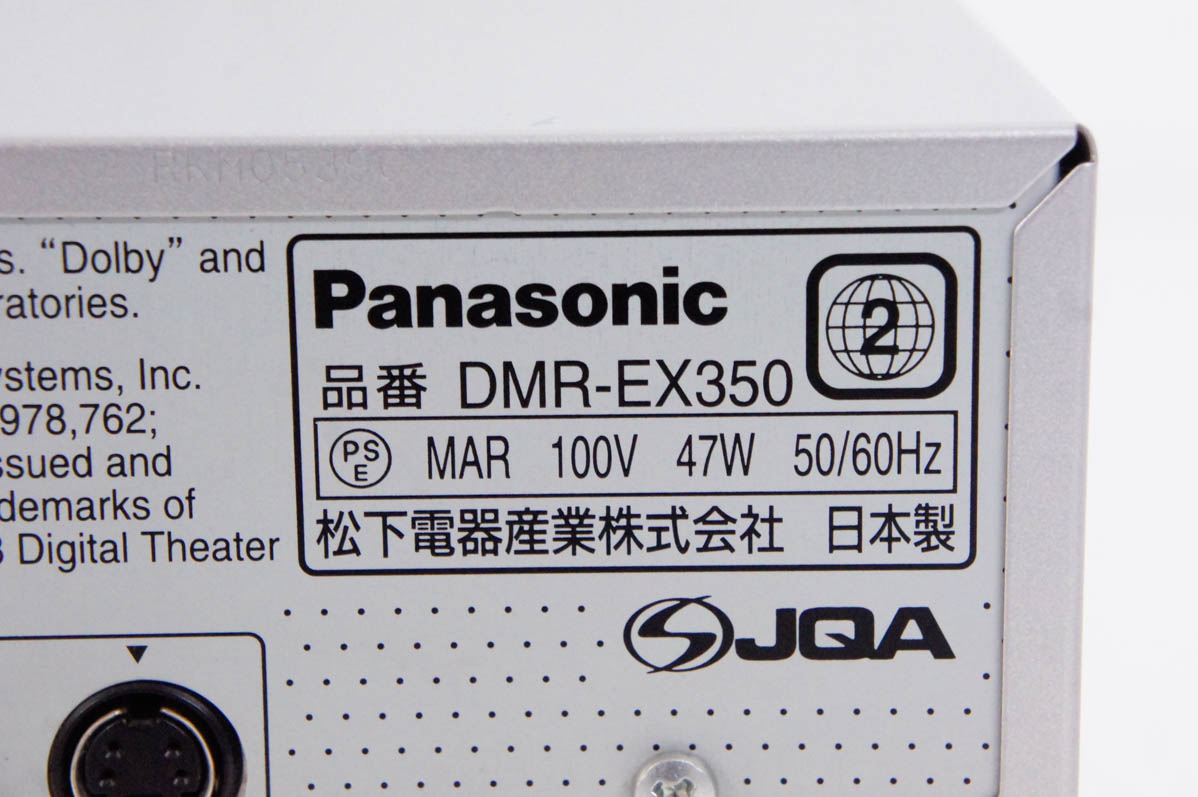 s. “Dolby” and
ratories.
ystems, Inc.
978,762;
ssued and
demarks of
Digital Theater
Panasonic
2
品番 DMR-EX350
PS
E
MAR 100V 47W 50/60Hz
松下電器産業株式会社 日本製
JQA